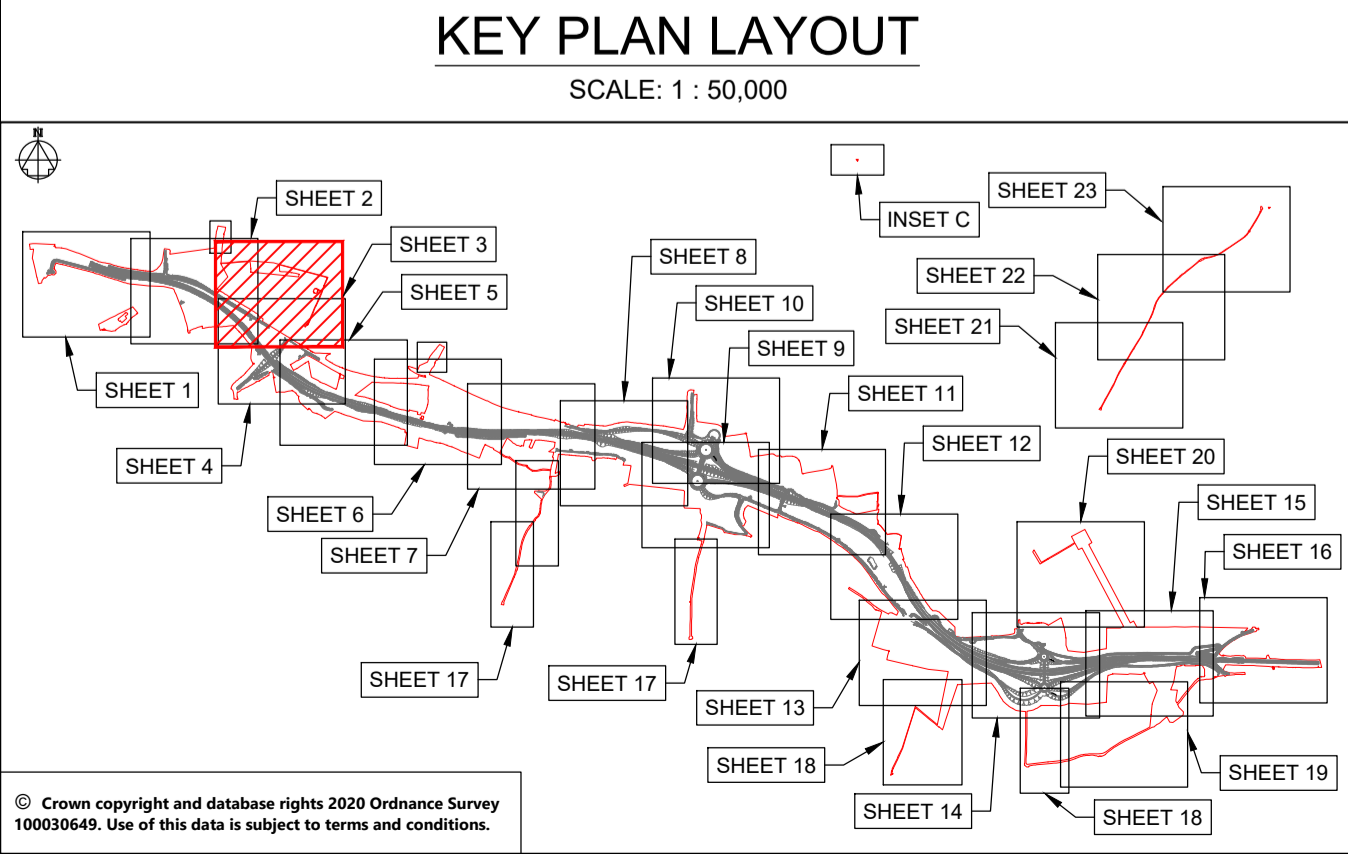 KEY PLAN LAYOUT
SCALE: 1 : 50,000
N
SHEET 2
SHEET 3
SHEET 5
SHEET 1
SHEET 4
SHEET 6
SHEET 7
SHEET 8
SHEET 10
SHEET 9
INSET C
SHEET 23
SHEET 22
SHEET 21
SHEET 11
SHEET 12
SHEET 20
SHEET 15
SHEET 16
SHEET 17
SHEET 17
SHEET 13
SHEET 18
SHEET 14
SHEET 19
SHEET 18
© Crown copyright and database rights 2020 Ordnance Survey
100030649. Use of this data is subject to terms and conditions.